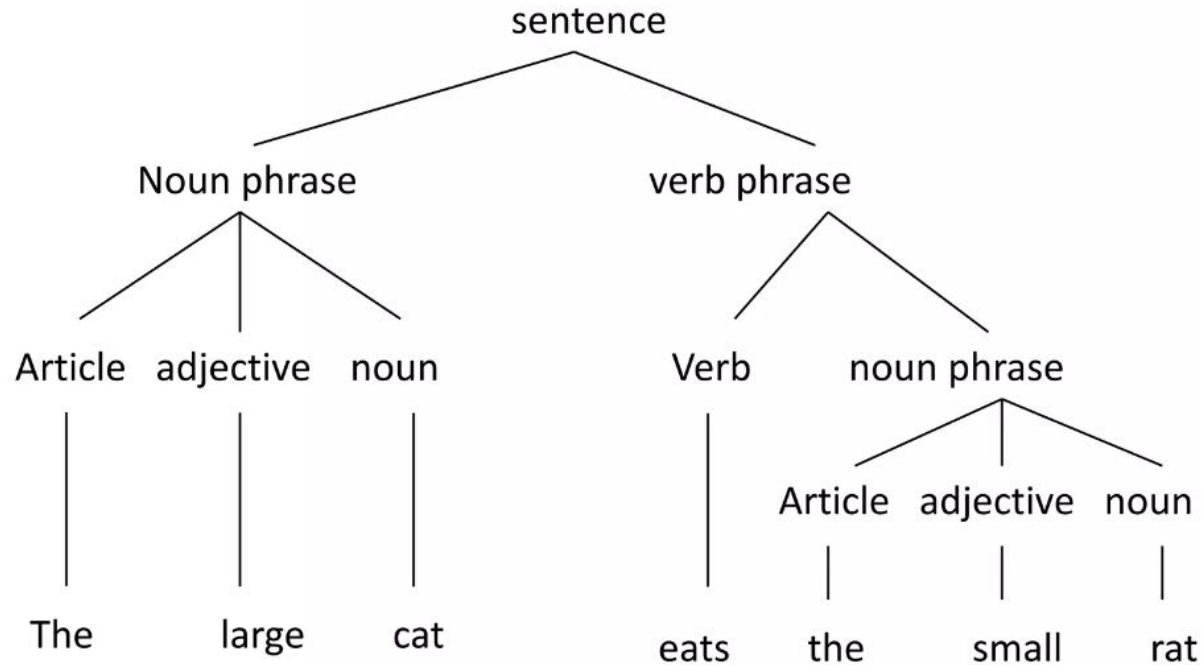 sentence
Noun phrase verb phrase
Article adjective noun Verb noun phrase
Article adjective noun
The large cat eats the small rat